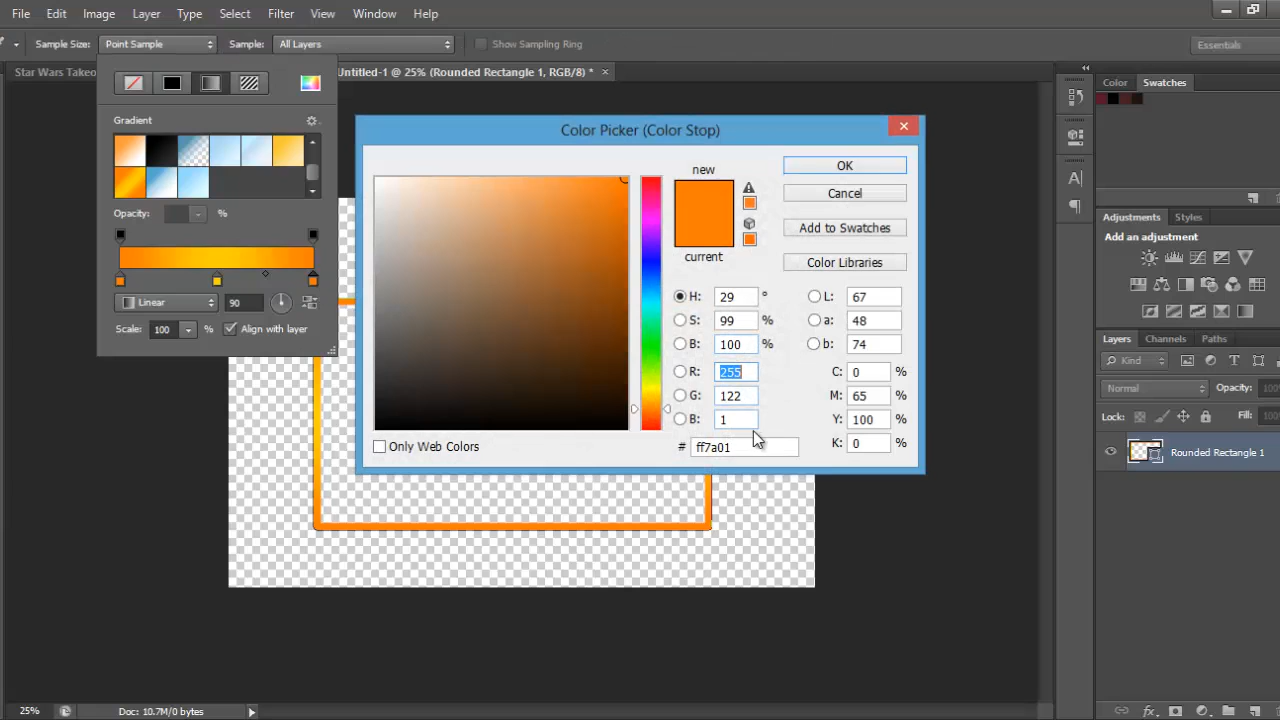 File Edit Image Layer Type Select Filter View Window Help
Sample Size: Point Sample Sample: All Layers Show Sampling Ring Essentials
Star Wars Takeo Untitled-1 @ 25% (Rounded Rectangle 1, RGB/8) * ×
Color Swatches
Gradient
Opacity: %
Linear 90
Scale: 100 % Align with layer
Color Picker (Color Stop)
new
current
OK
Cancel
Add to Swatches
Color Libraries
H: 29 °
S: 99 %
B: 100 %
R: 255
G: 122
B: 1
# ff7a01
L: 67
a: 48
b: 74
C: 0 %
M: 65 %
Y: 100 %
K: 0 %
Only Web Colors
Adjustments Styles
Add an adjustment
Layers Channels Paths
Kind
Normal Opacity: 100%
Lock: Fill: 100
Rounded Rectangle 1
25% Doc: 10.7M/0 bytes